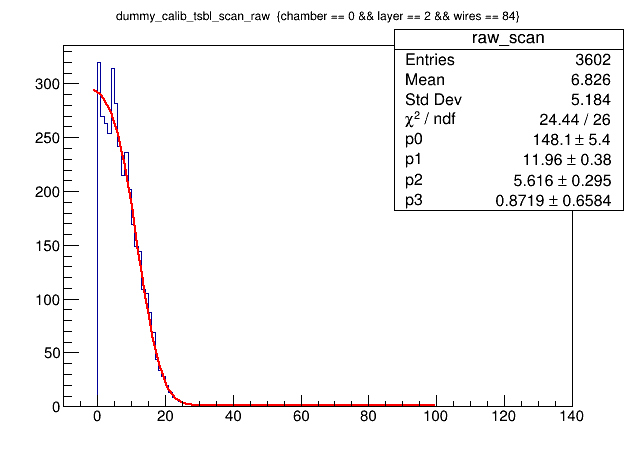 dummy_calib_tsbl_scan_raw {chamber == 0 && layer == 2 && wires == 84}
raw_scan
Entries 3602
Mean 6.826
Std Dev 5.184
χ² / ndf 24.44 / 26
p0 148.1 ± 5.4
p1 11.96 ± 0.38
p2 5.616 ± 0.295
p3 0.8719 ± 0.6584
300
250
200
150
100
50
0
0 20 40 60 80 100 120 140